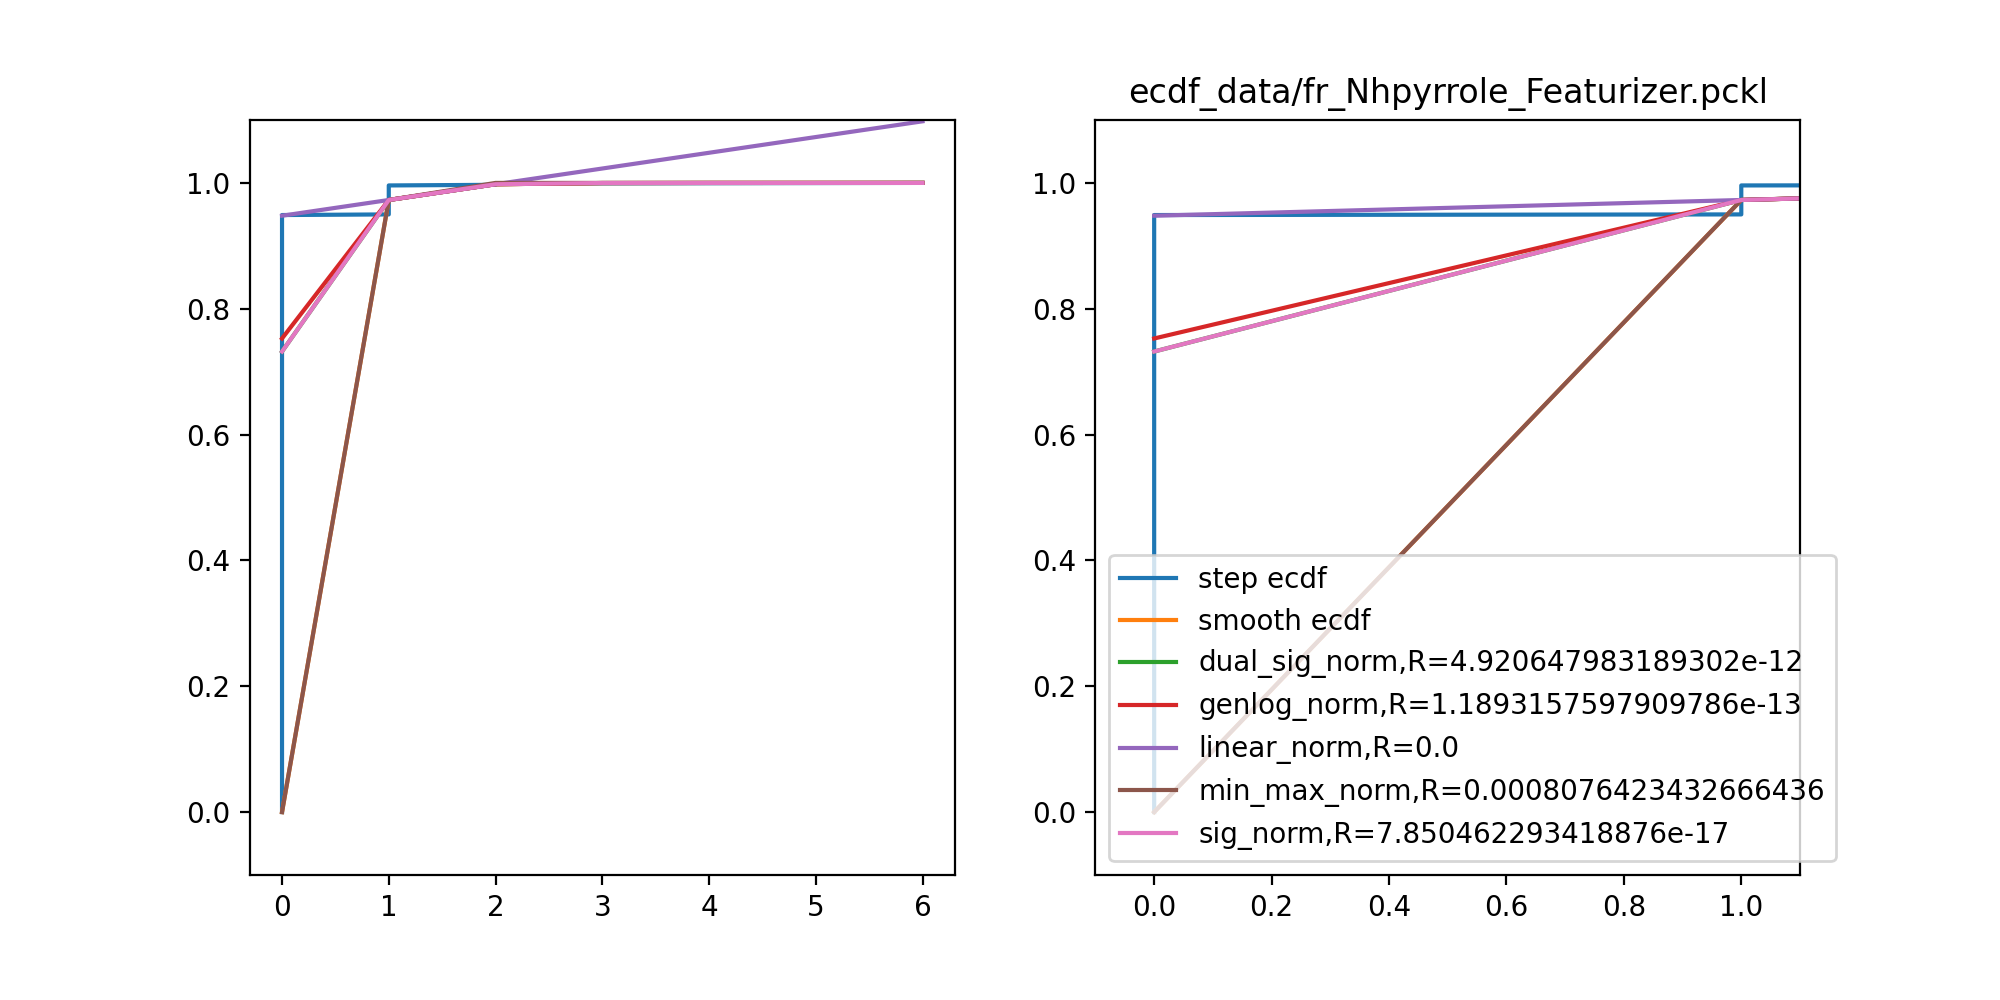 ecdf_data/fr_Nhpyrrole_Featurizer.pckl
1.0
0.8
0.6
0.4
0.2
0.0
0 1 2 3 4 5 6
1.0
0.8
0.6
0.4
0.2
0.0
step ecdf
smooth ecdf
dual_sig_norm,R=4.920647983189302e-12
genlog_norm,R=1.1893157597909786e-13
linear_norm,R=0.0
min_max_norm,R=0.0008076423432666436
sig_norm,R=7.850462293418876e-17
0.0 0.2 0.4 0.6 0.8 1.0